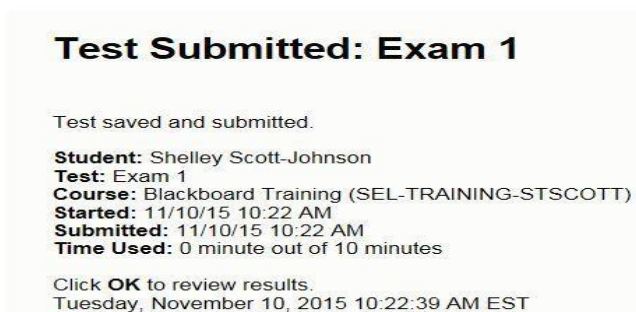 Test Submitted: Exam 1
Test saved and submitted.
Student: Shelley Scott-Johnson
Test: Exam 1
Course: Blackboard Training (SEL-TRAINING-STSCOTT)
Started: 11/10/15 10:22 AM
Submitted: 11/10/15 10:22 AM
Time Used: 0 minute out of 10 minutes
Click OK to review results.
Tuesday, November 10, 2015 10:22:39 AM EST